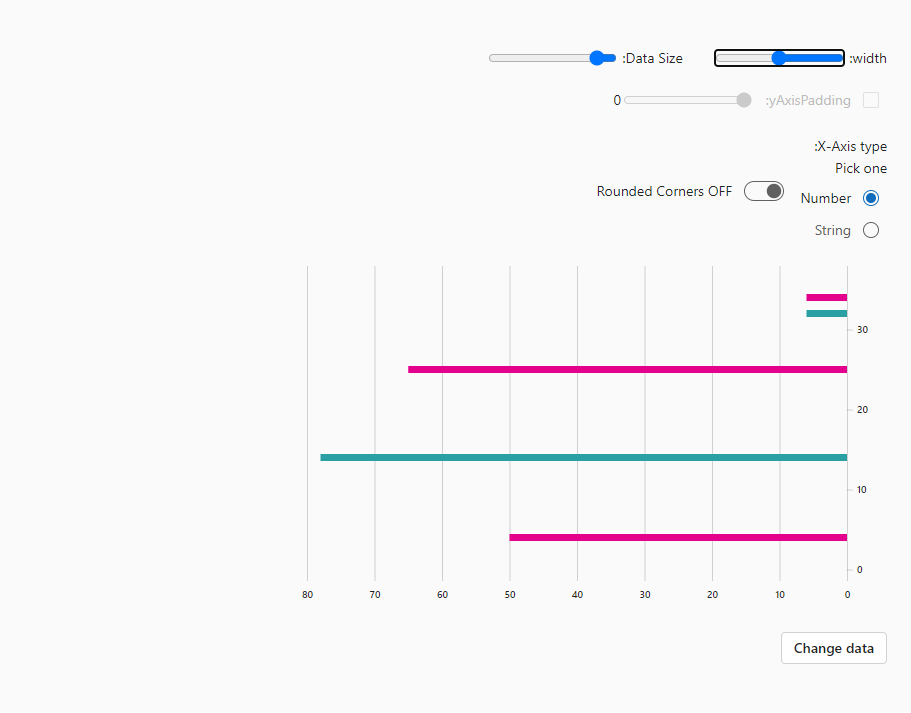 :width
:Data Size
:yAxisPadding
0
:X-Axis type
Pick one
Number
Rounded Corners OFF
String
30
20
10
0
80 70 60 50 40 30 20 10 0
Change data